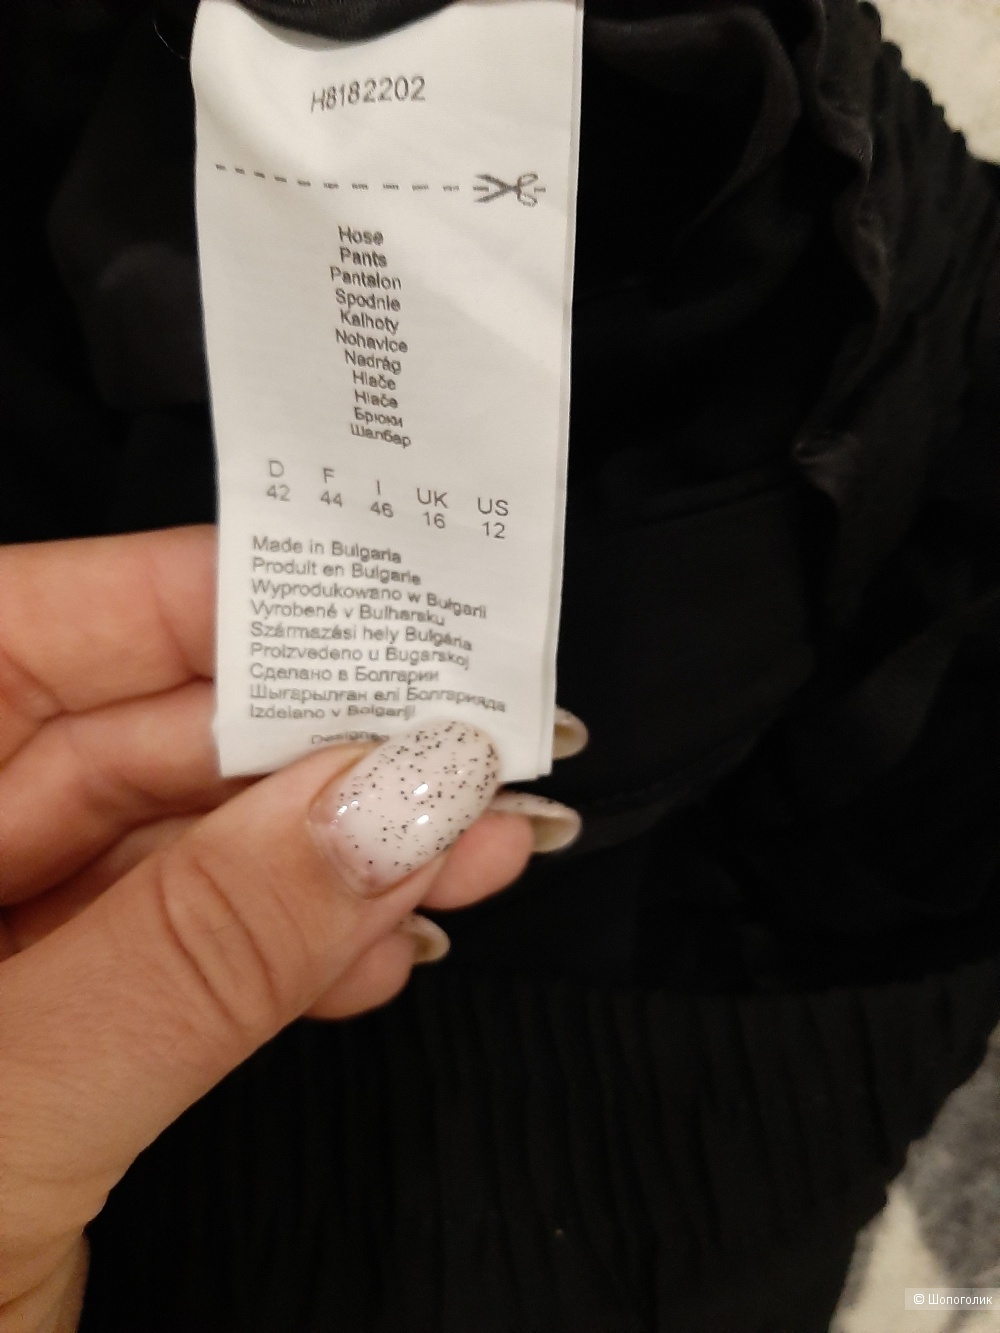 H8182202
Hose
Pants
Pantalon
Spodnie
Kalhoty
Nohavice
Nadrág
Hlače
Hlače
Брюки
Шалбар
D F I UK US
42 44 46 16 12
Made in Bulgaria
Produit en Bulgarie
Wyprodukowano w Bułgarii
Vyrobené v Bulharsku
Származási hely Bulgária
Proizvedeno u Bugarskoj
Сделано в Болгарии
Шығарылған елі Болгарияда
Izdelano v Bolgariji
Designed
© Шопоголик